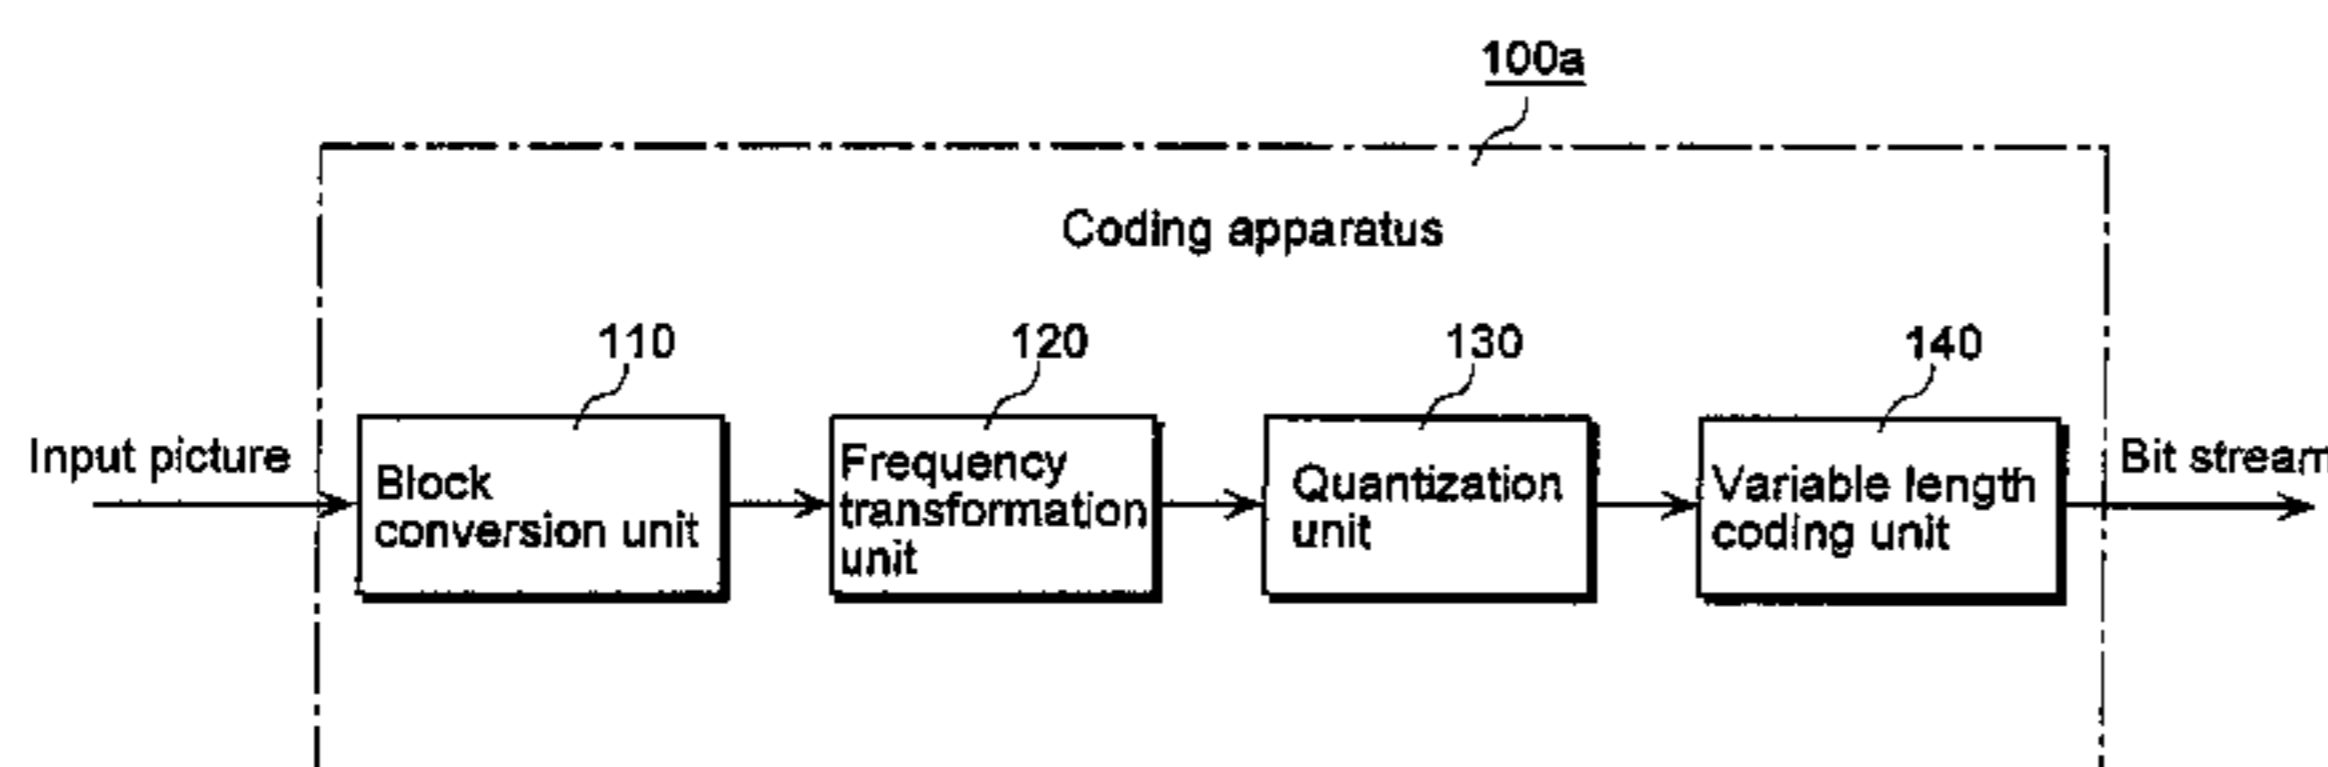 100a
Coding apparatus
110
120
130
140
Input picture
Block
conversion unit
Frequency
transformation
unit
Quantization
unit
Variable length
coding unit
Bit stream